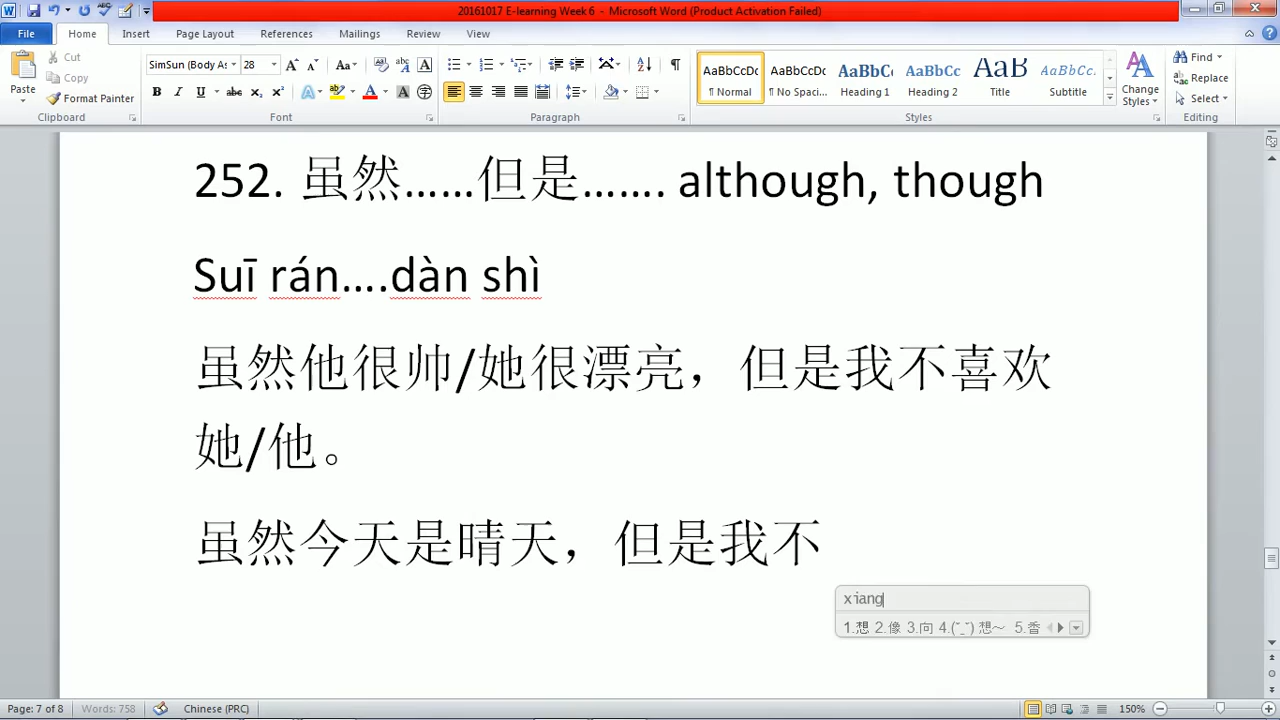 20161017 E-learning Week 6 - Microsoft Word (Product Activation Failed)
File Home Insert Page Layout References Mailings Review View
Paste
Cut
Copy
Format Painter
Clipboard
SimSun (Body As 28
Font
Paragraph
AaBbCcDc AaBbCcDc AaBbCc AaBbCc AaB AaBbCcDc
¶ Normal ¶ No Spaci... Heading 1 Heading 2 Title Subtitle
Change Styles
Styles
Find
Replace
Select
Editing
252. 虽然……但是……. although, though
Suī rán….dàn shì
虽然他很帅/她很漂亮，但是我不喜欢
她/他。
虽然今天是晴天，但是我不
xiang
1.想 2.像 3.向 4.(˘_˘) 想～ 5.香
Page: 7 of 8 Words: 758 Chinese (PRC) 150%